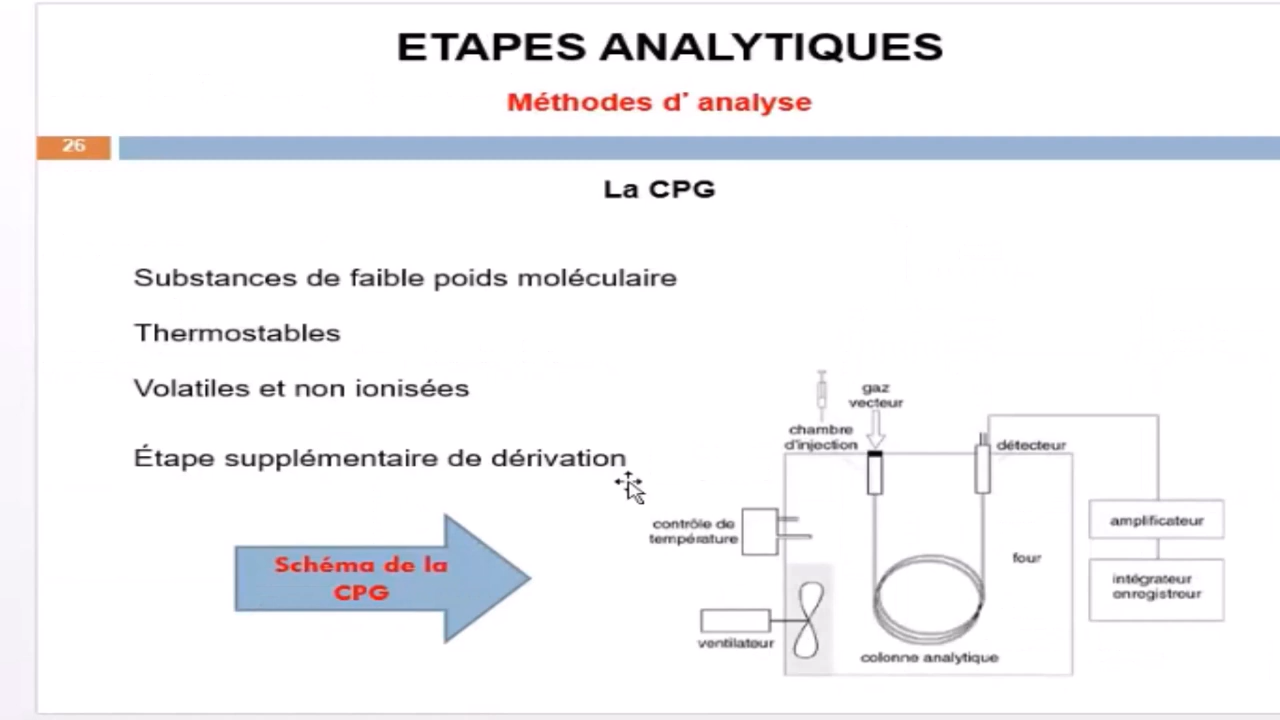 ETAPES ANALYTIQUES
Méthodes d' analyse
26
La CPG
Substances de faible poids moléculaire
Thermostables
Volatiles et non ionisées
Étape supplémentaire de dérivation
Schéma de la
CPG
gaz
vecteur
chambre
d'injection
détecteur
contrôle de
température
amplificateur
four
intégrateur
enregistreur
ventilateur
colonne analytique